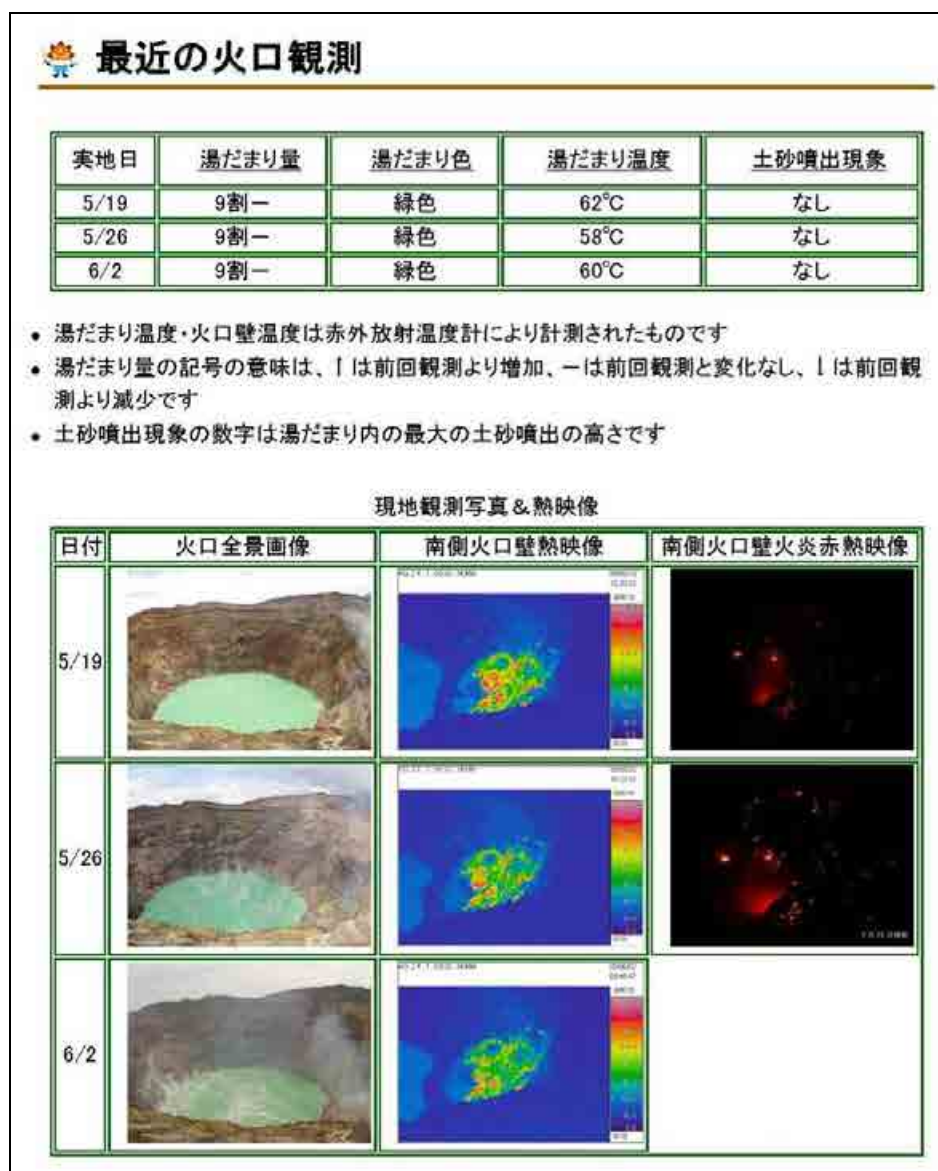 最近の火口観測
実地日 湯だまり量 湯だまり色 湯だまり温度 土砂噴出現象
5/19 9割ー 緑色 62℃ なし
5/26 9割ー 緑色 58℃ なし
6/2 9割ー 緑色 60℃ なし
• 湯だまり温度・火口壁温度は赤外放射温度計により計測されたものです
• 湯だまり量の記号の意味は、↑は前回観測より増加、ーは前回観測と変化なし、↓は前回観
測より減少です
• 土砂噴出現象の数字は湯だまり内の最大の土砂噴出の高さです
現地観測写真&熱映像
日付 火口全景画像 南側火口壁熱映像 南側火口壁火炎赤熱映像
5/19
5/26
6/2